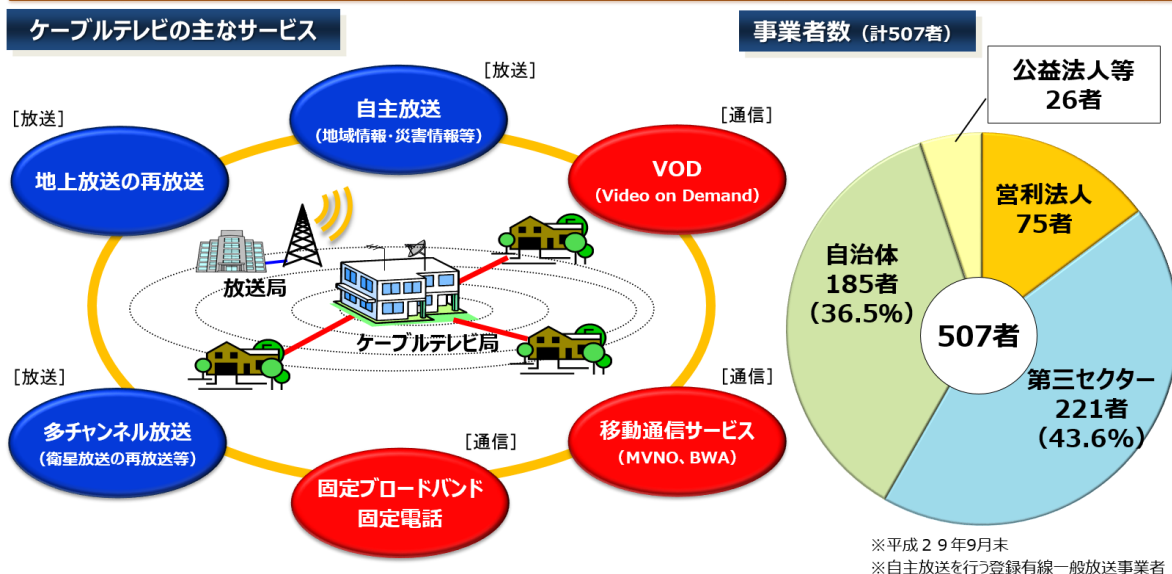 ケーブルテレビの主なサービス
[放送]
自主放送
(地域情報・災害情報等)
[放送]
地上放送の再放送
[通信]
VOD
(Video on Demand)
放送局
ケーブルテレビ局
[放送]
多チャンネル放送
(衛星放送の再放送等)
[通信]
固定ブロードバンド
固定電話
[通信]
移動通信サービス
(MVNO、BWA)
事業者数 (計507者)
公益法人等
26者
営利法人
75者
自治体
185者
(36.5%)
507者
第三セクター
221者
(43.6%)
※平成29年9月末
※自主放送を行う登録有線一般放送事業者